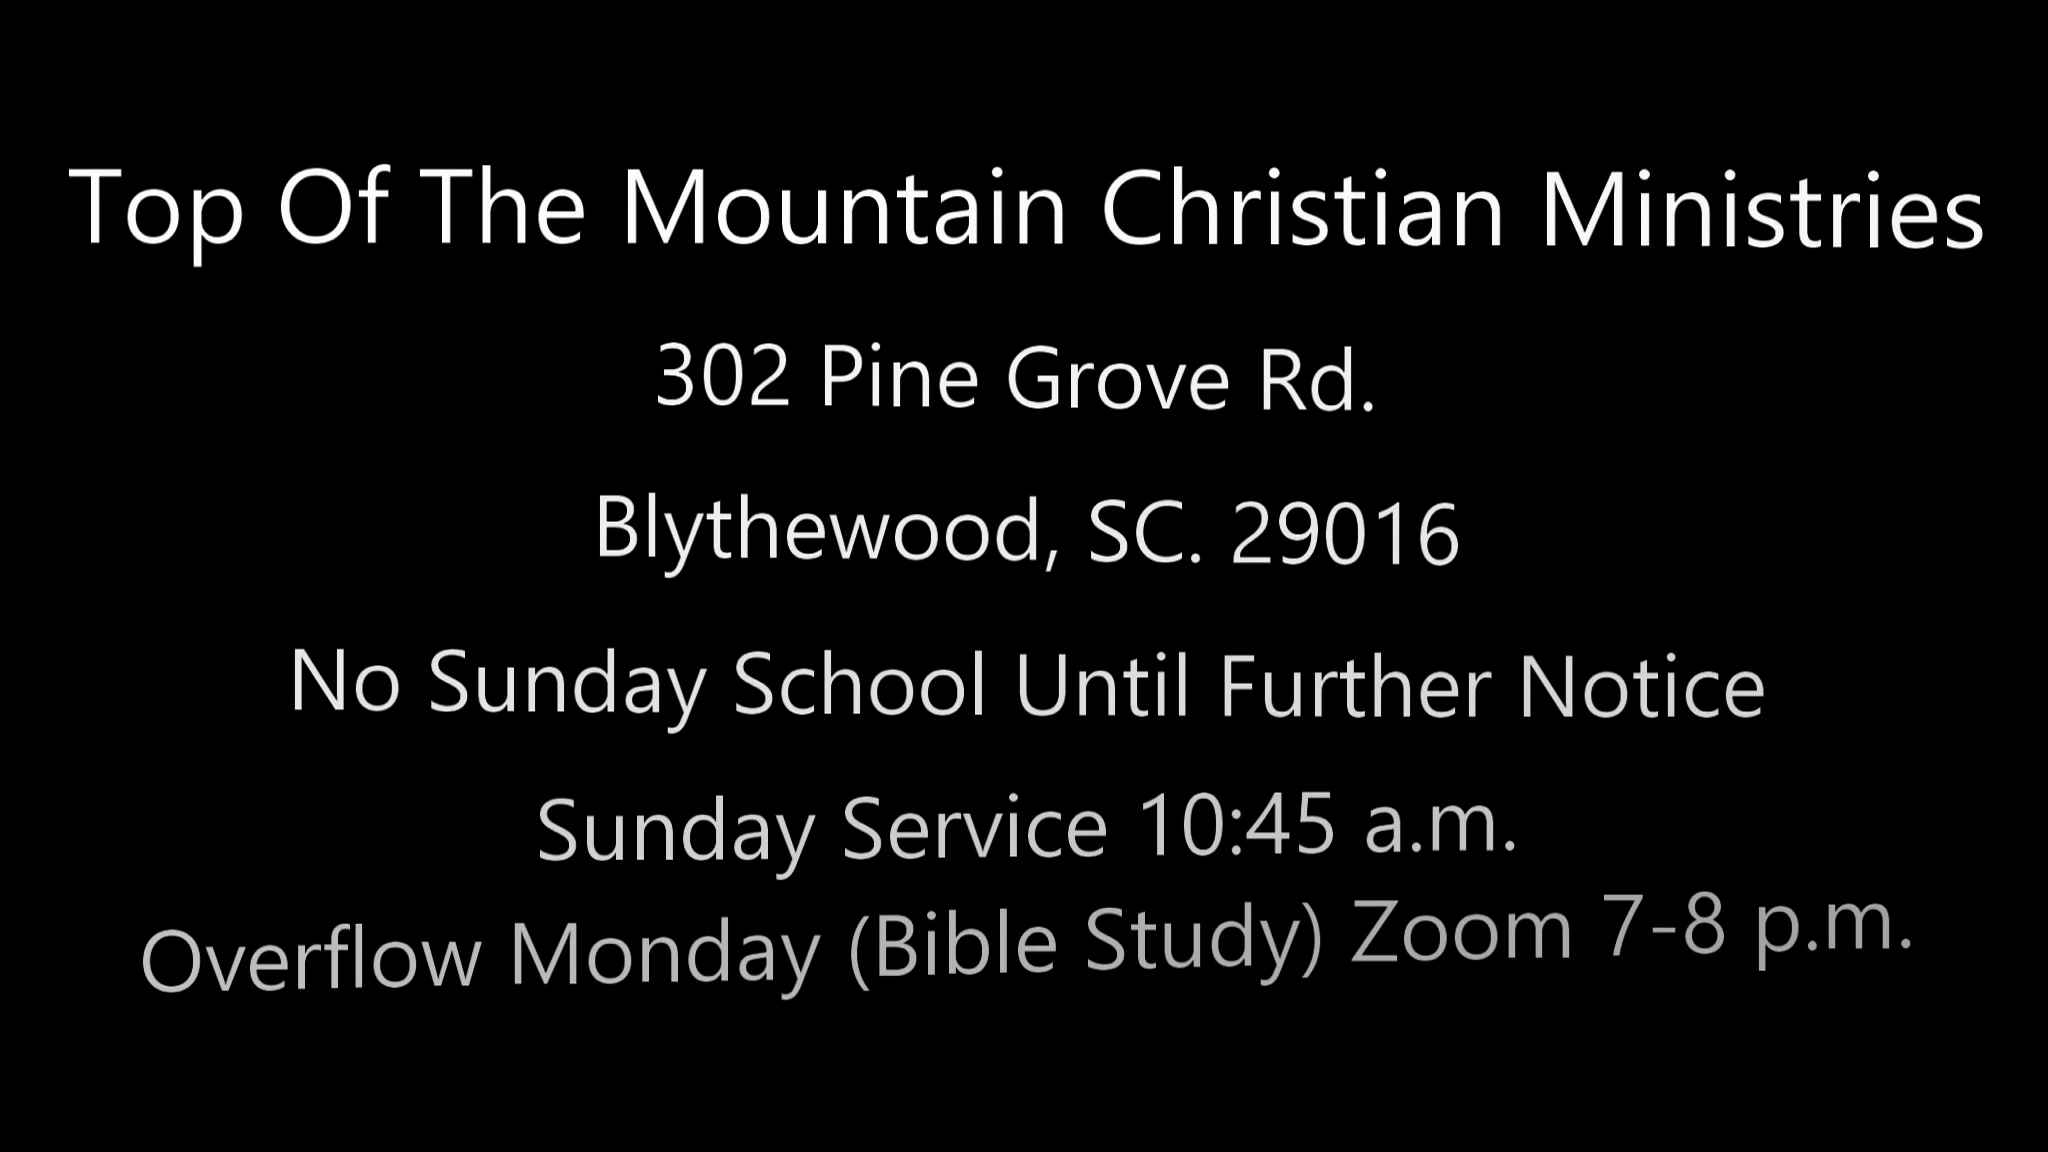 Top Of The Mountain Christian Ministries
302 Pine Grove Rd.
Blythewood, SC. 29016
No Sunday School Until Further Notice
Sunday Service 10:45 a.m.
Overflow Monday (Bible Study) Zoom 7-8 p.m.